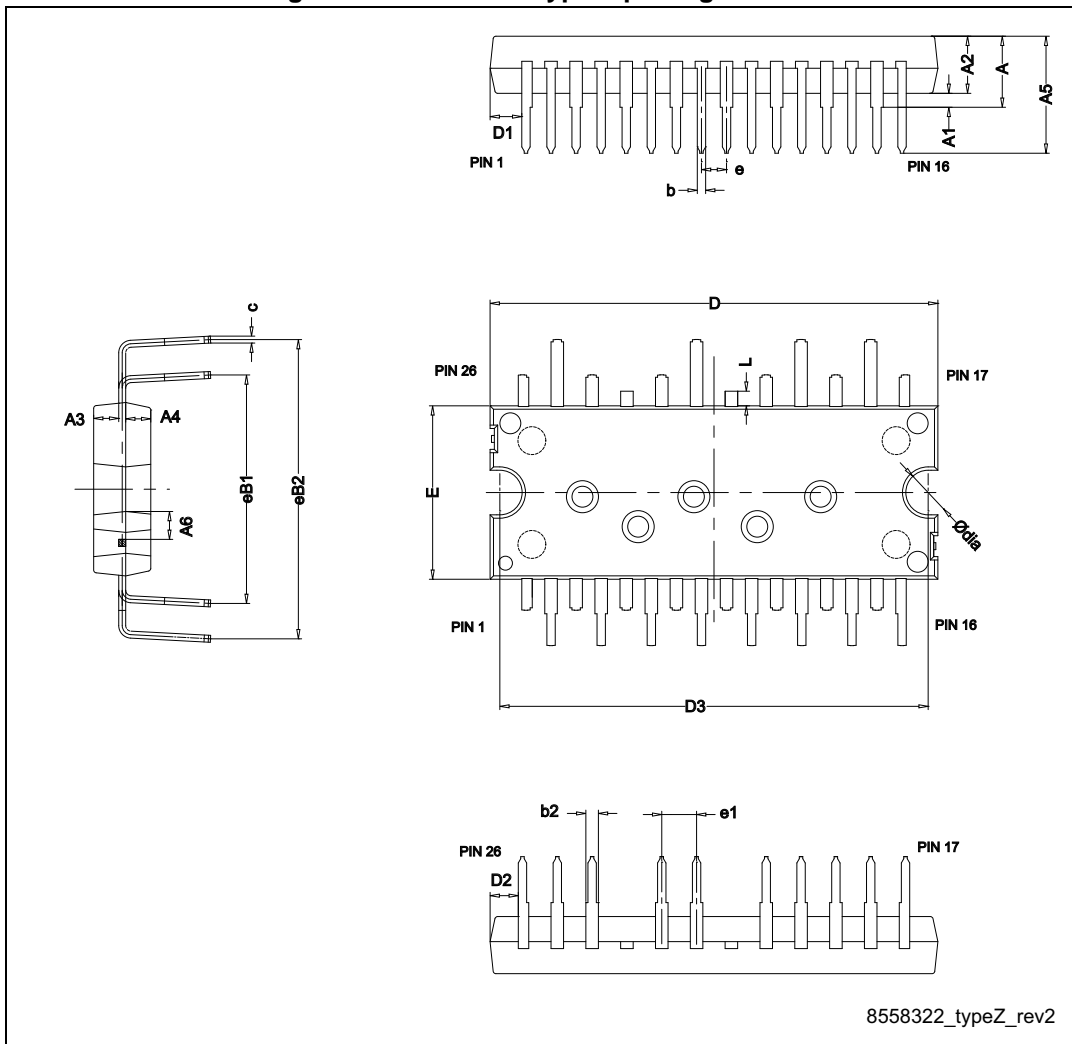 A2
A
A5
A1
D1
PIN 1
PIN 16
e
b
c
D
L
PIN 26
PIN 17
A3
A4
eB1
eB2
E
A6
Ødia
PIN 1
PIN 16
D3
b2
e1
PIN 26
PIN 17
D2
8558322_typeZ_rev2